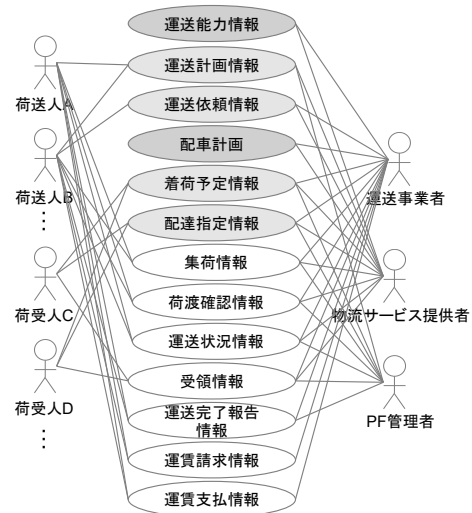 運送能力情報
運送計画情報
運送依頼情報
配車計画
着荷予定情報
配達指定情報
集荷情報
荷渡確認情報
運送状況情報
受領情報
運送完了報告
情報
運賃請求情報
運賃支払情報
荷送人A
荷送人B
⋮
荷受人C
荷受人D
⋮
運送事業者
物流サービス提供者
PF管理者